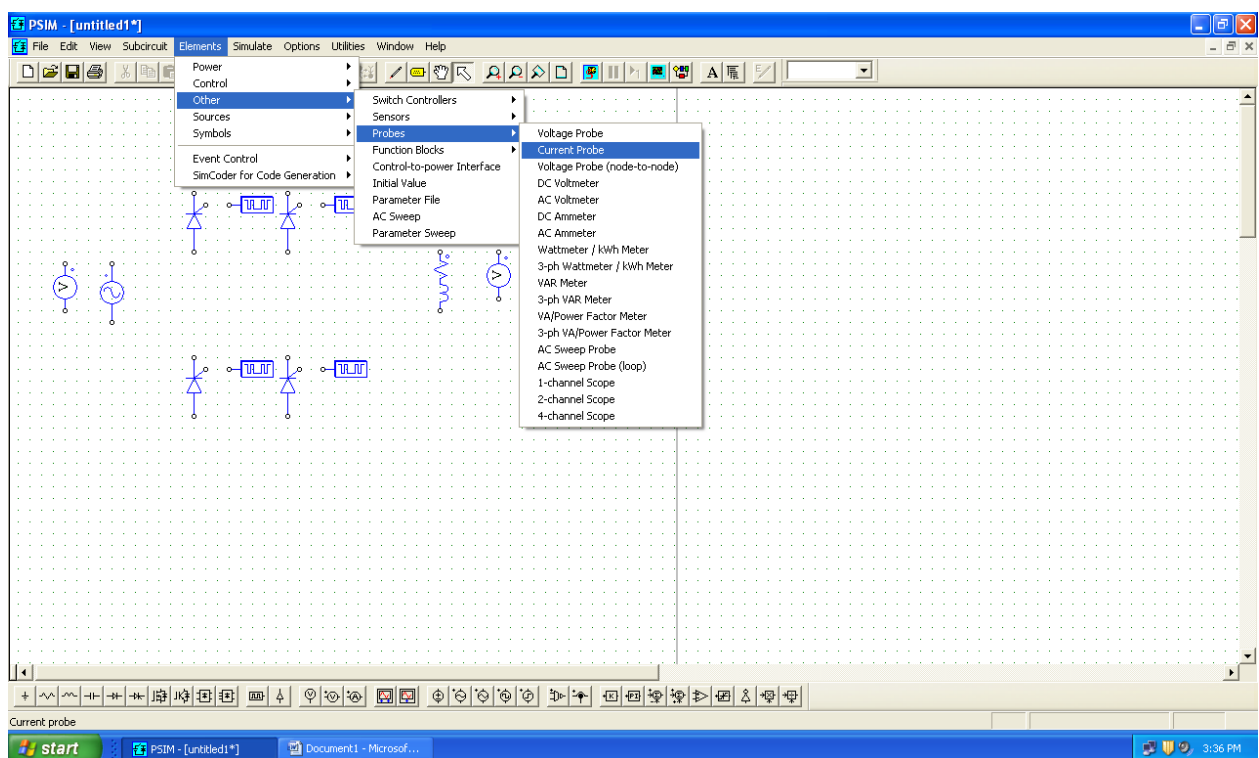 PSIM - [untitled1*]
File Edit View Subcircuit Elements Simulate Options Utilities Window Help
Power
Control
Other
Sources
Symbols
Event Control
SimCoder for Code Generation
Switch Controllers
Sensors
Probes
Function Blocks
Control-to-power Interface
Initial Value
Parameter File
AC Sweep
Parameter Sweep
Voltage Probe
Current Probe
Voltage Probe (node-to-node)
DC Voltmeter
AC Voltmeter
DC Ammeter
AC Ammeter
Wattmeter / kWh Meter
3-ph Wattmeter / kWh Meter
VAR Meter
3-ph VAR Meter
VA/Power Factor Meter
3-ph VA/Power Factor Meter
AC Sweep Probe
AC Sweep Probe (loop)
1-channel Scope
2-channel Scope
4-channel Scope
V V
Current probe
start PSIM - [untitled1*] Document1 - Microsof... 3:36 PM